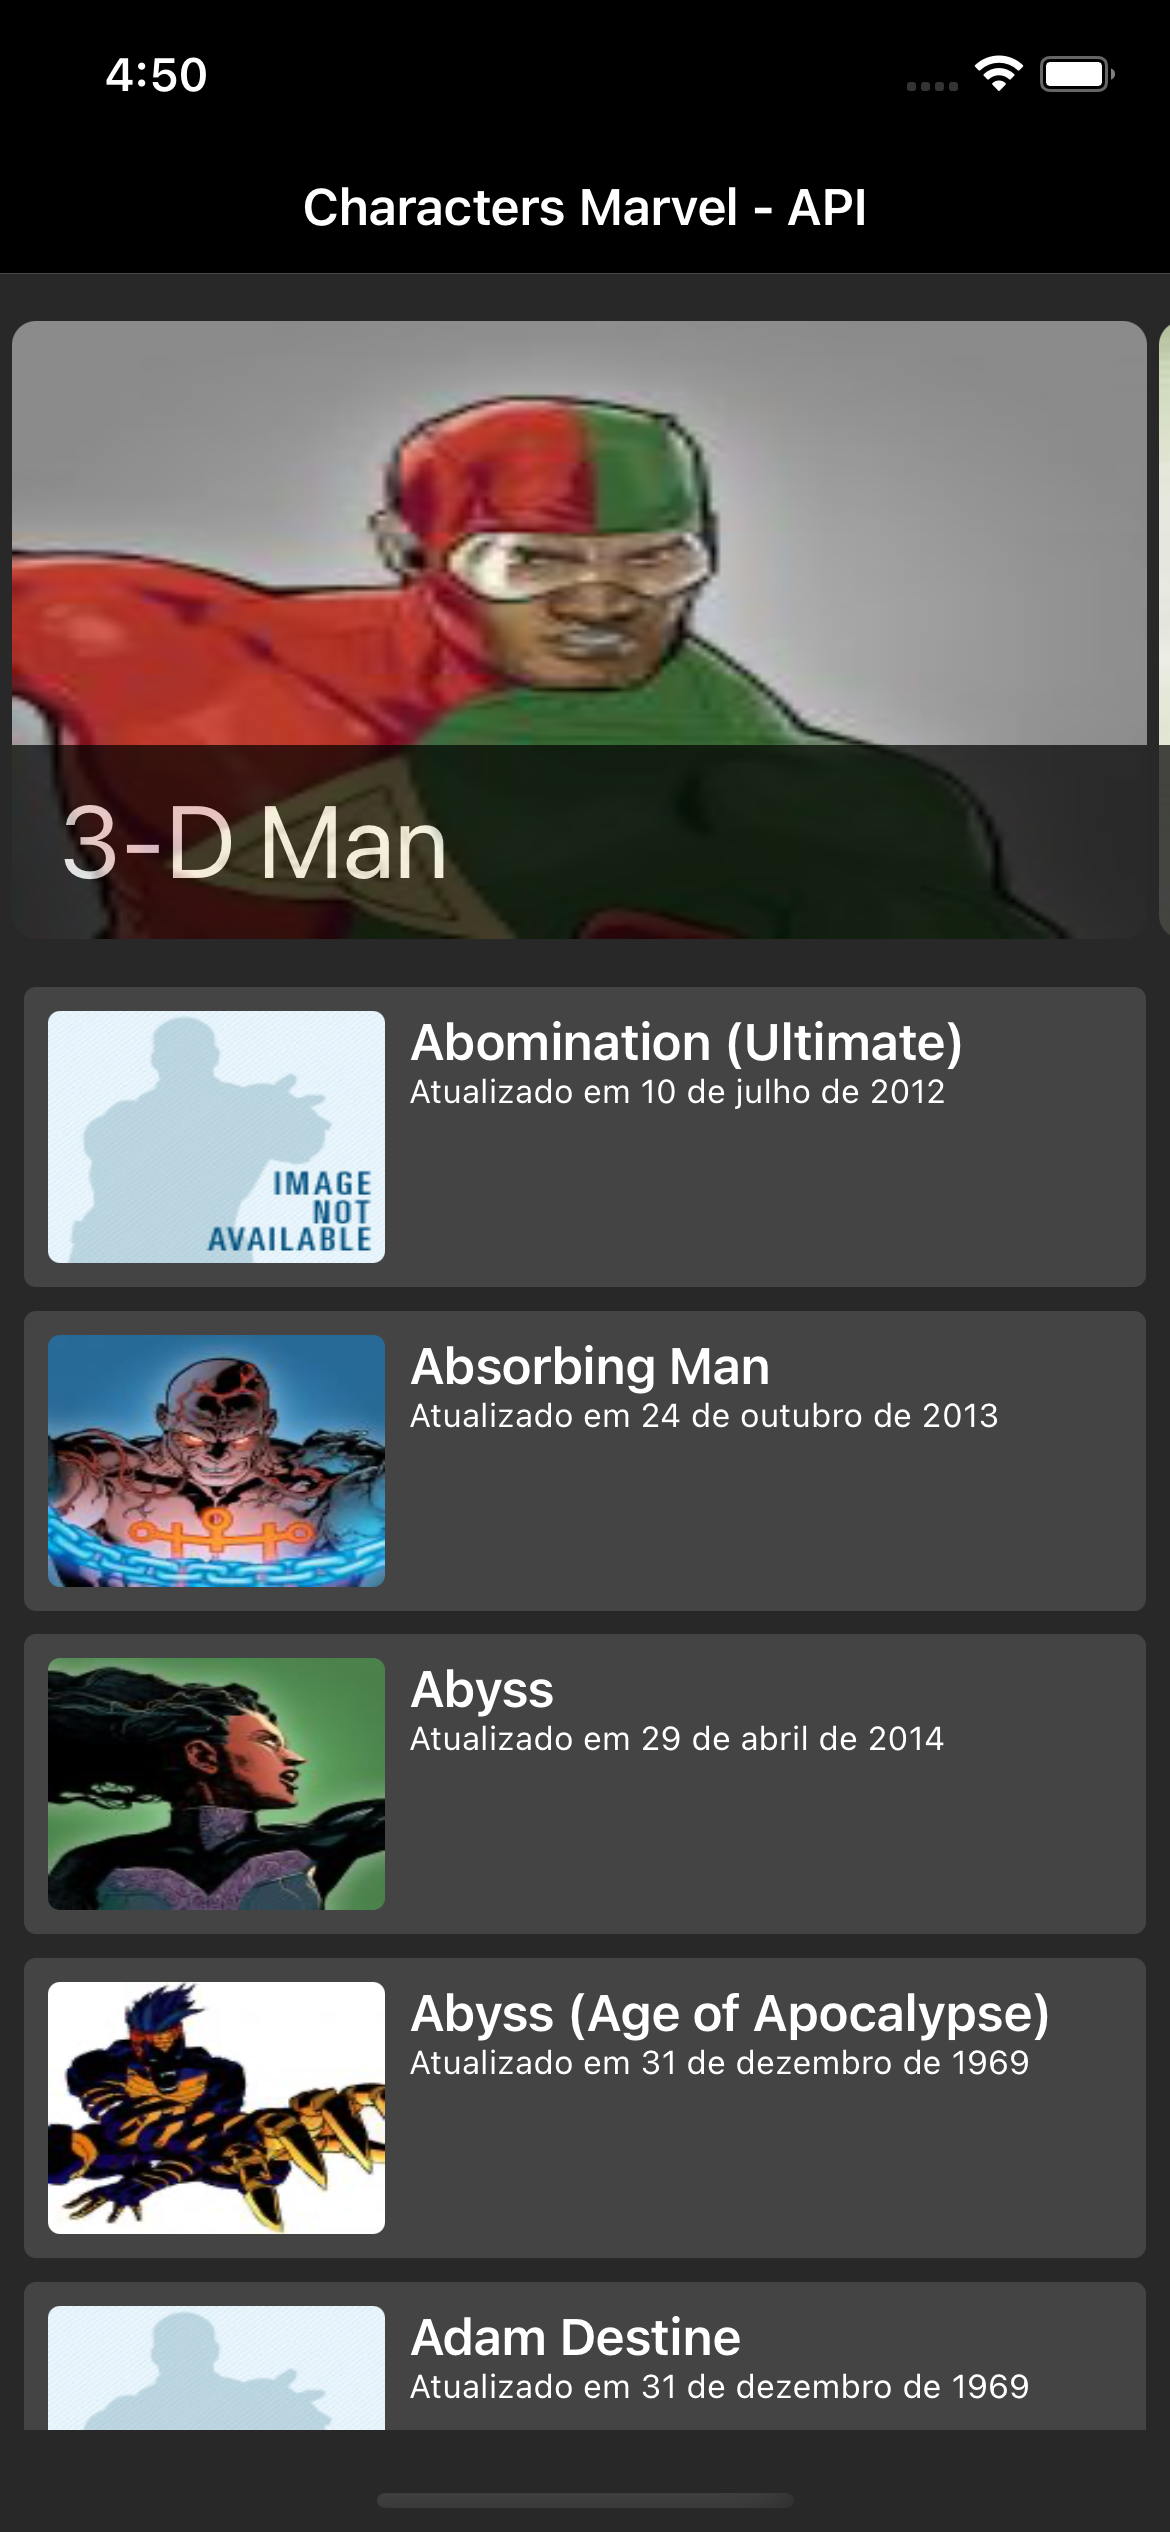 4:50
Characters Marvel - API
3-D Man
Abomination (Ultimate)
Atualizado em 10 de julho de 2012
IMAGE
NOT
AVAILABLE
Absorbing Man
Atualizado em 24 de outubro de 2013
Abyss
Atualizado em 29 de abril de 2014
Abyss (Age of Apocalypse)
Atualizado em 31 de dezembro de 1969
Adam Destine
Atualizado em 31 de dezembro de 1969